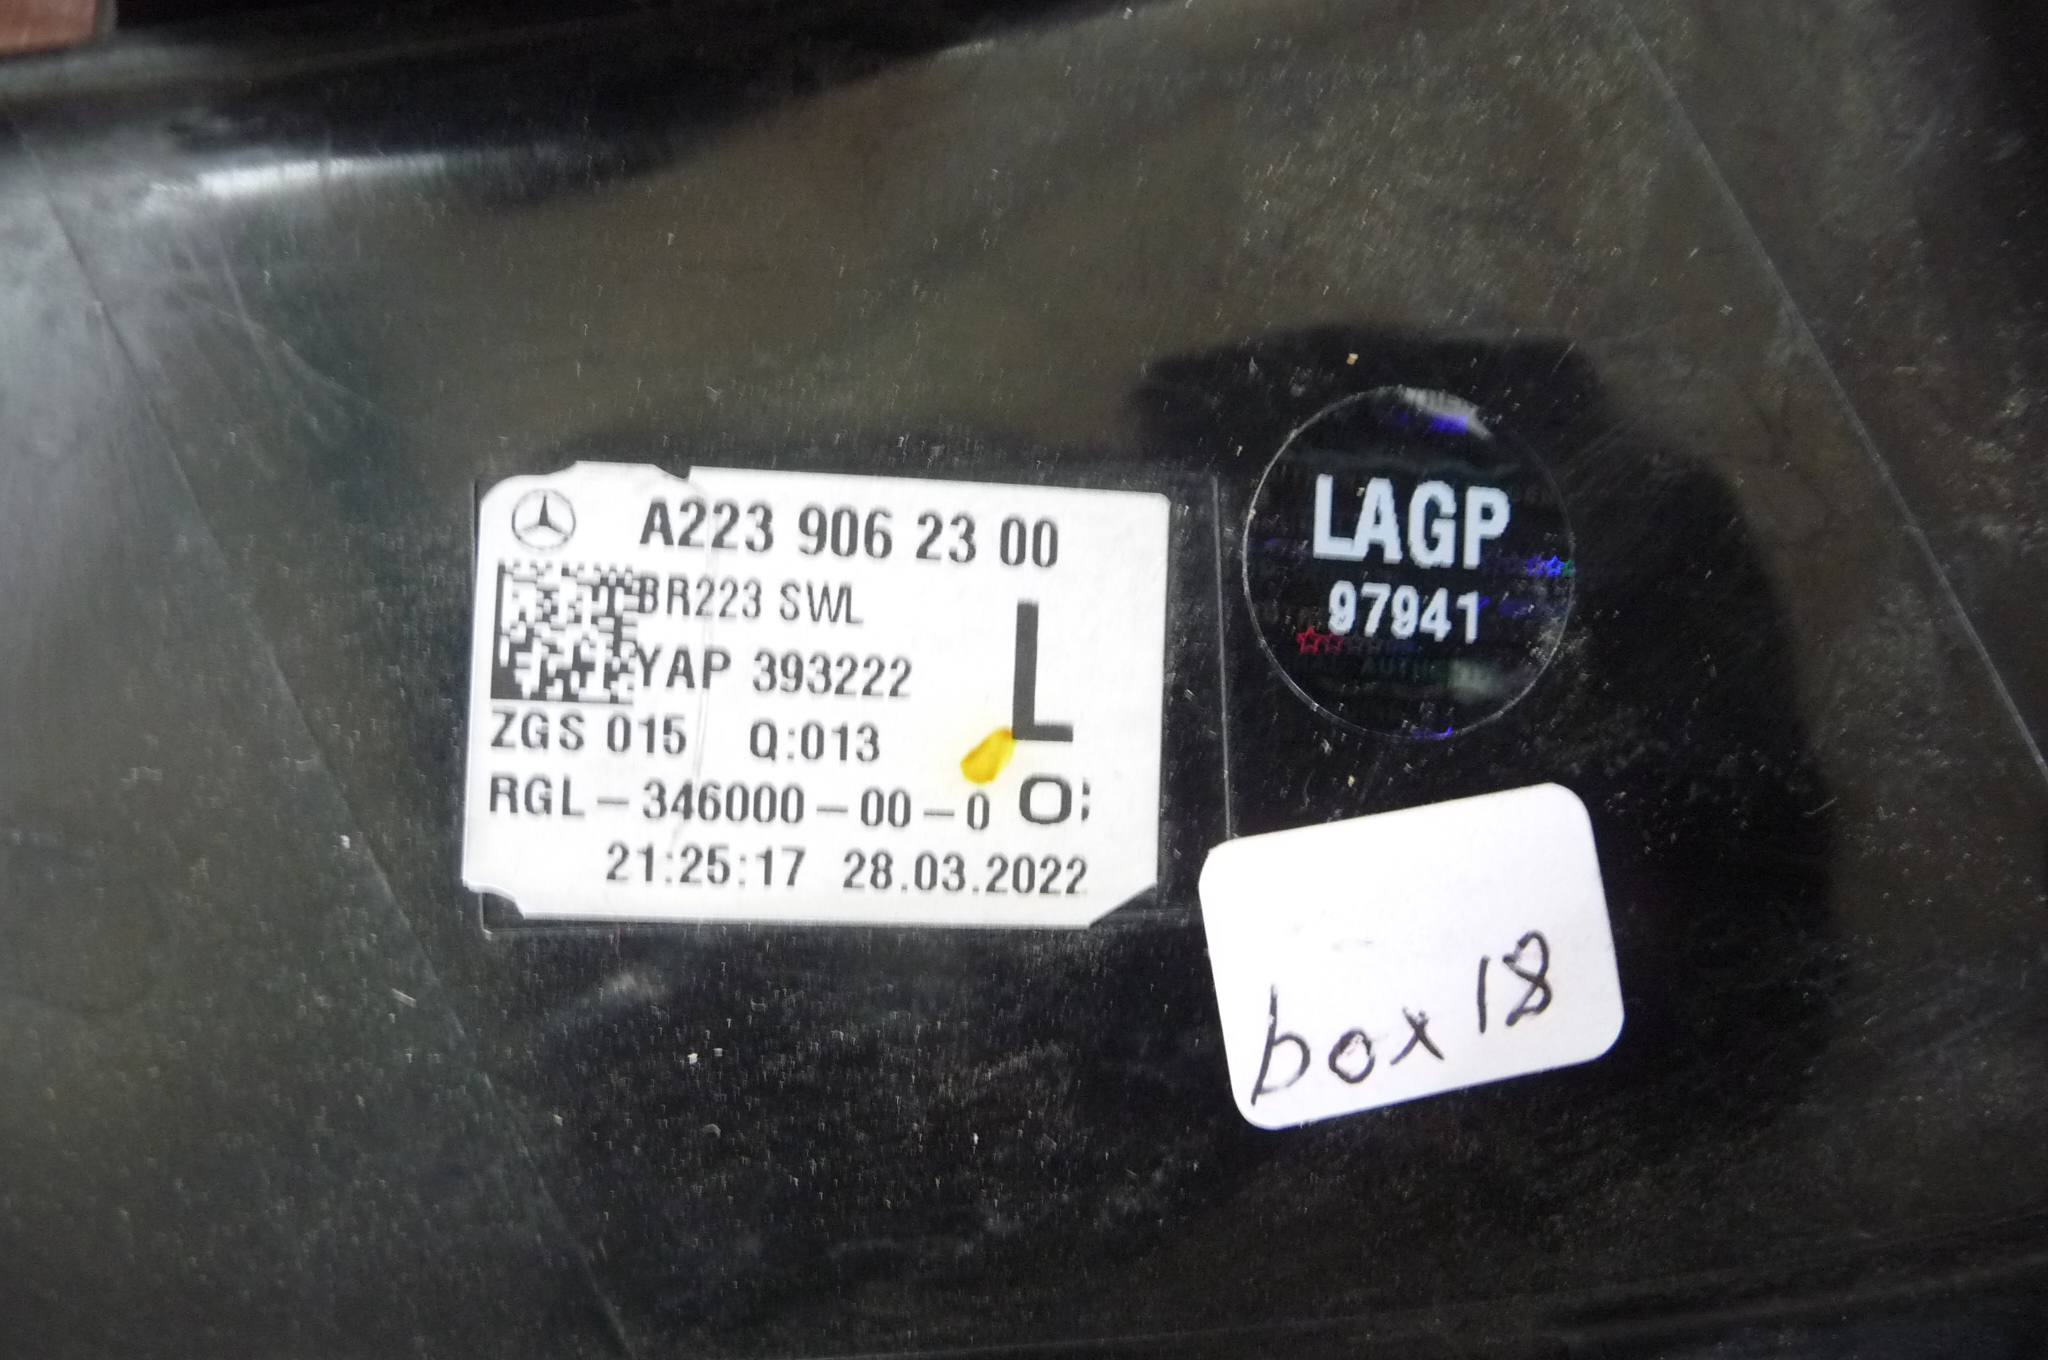 A223 906 23 00
BR223 SWL
L
YAP 393222
ZGS 015 Q:013
RGL-346000-00-0 O;
21:25:17 28.03.2022
LAGP
97941
box 18